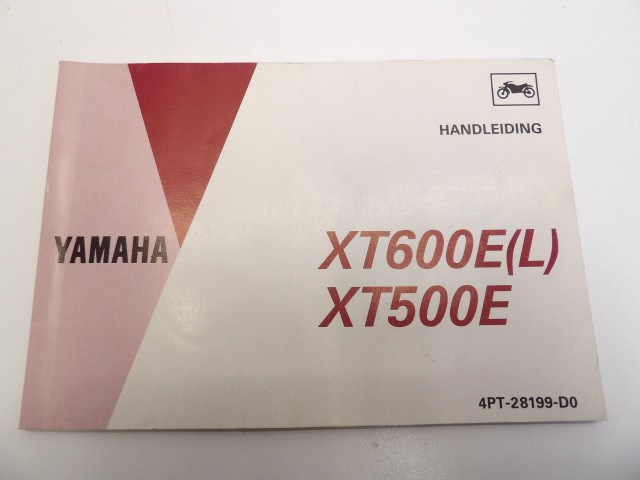 HANDLEIDING
YAMAHA
XT600E(L)
XT500E
4PT-28199-D0